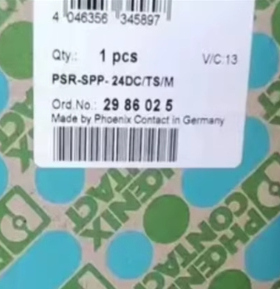 4 046356 345897
Qty.: 1 pcs V/C:13
PSR-SPP- 24DC/TS/M
Ord.No.: 29 86 02 5
Made by Phoenix Contact in Germany
PHOENIX
CONTACT
PHOENIX
CONTACT